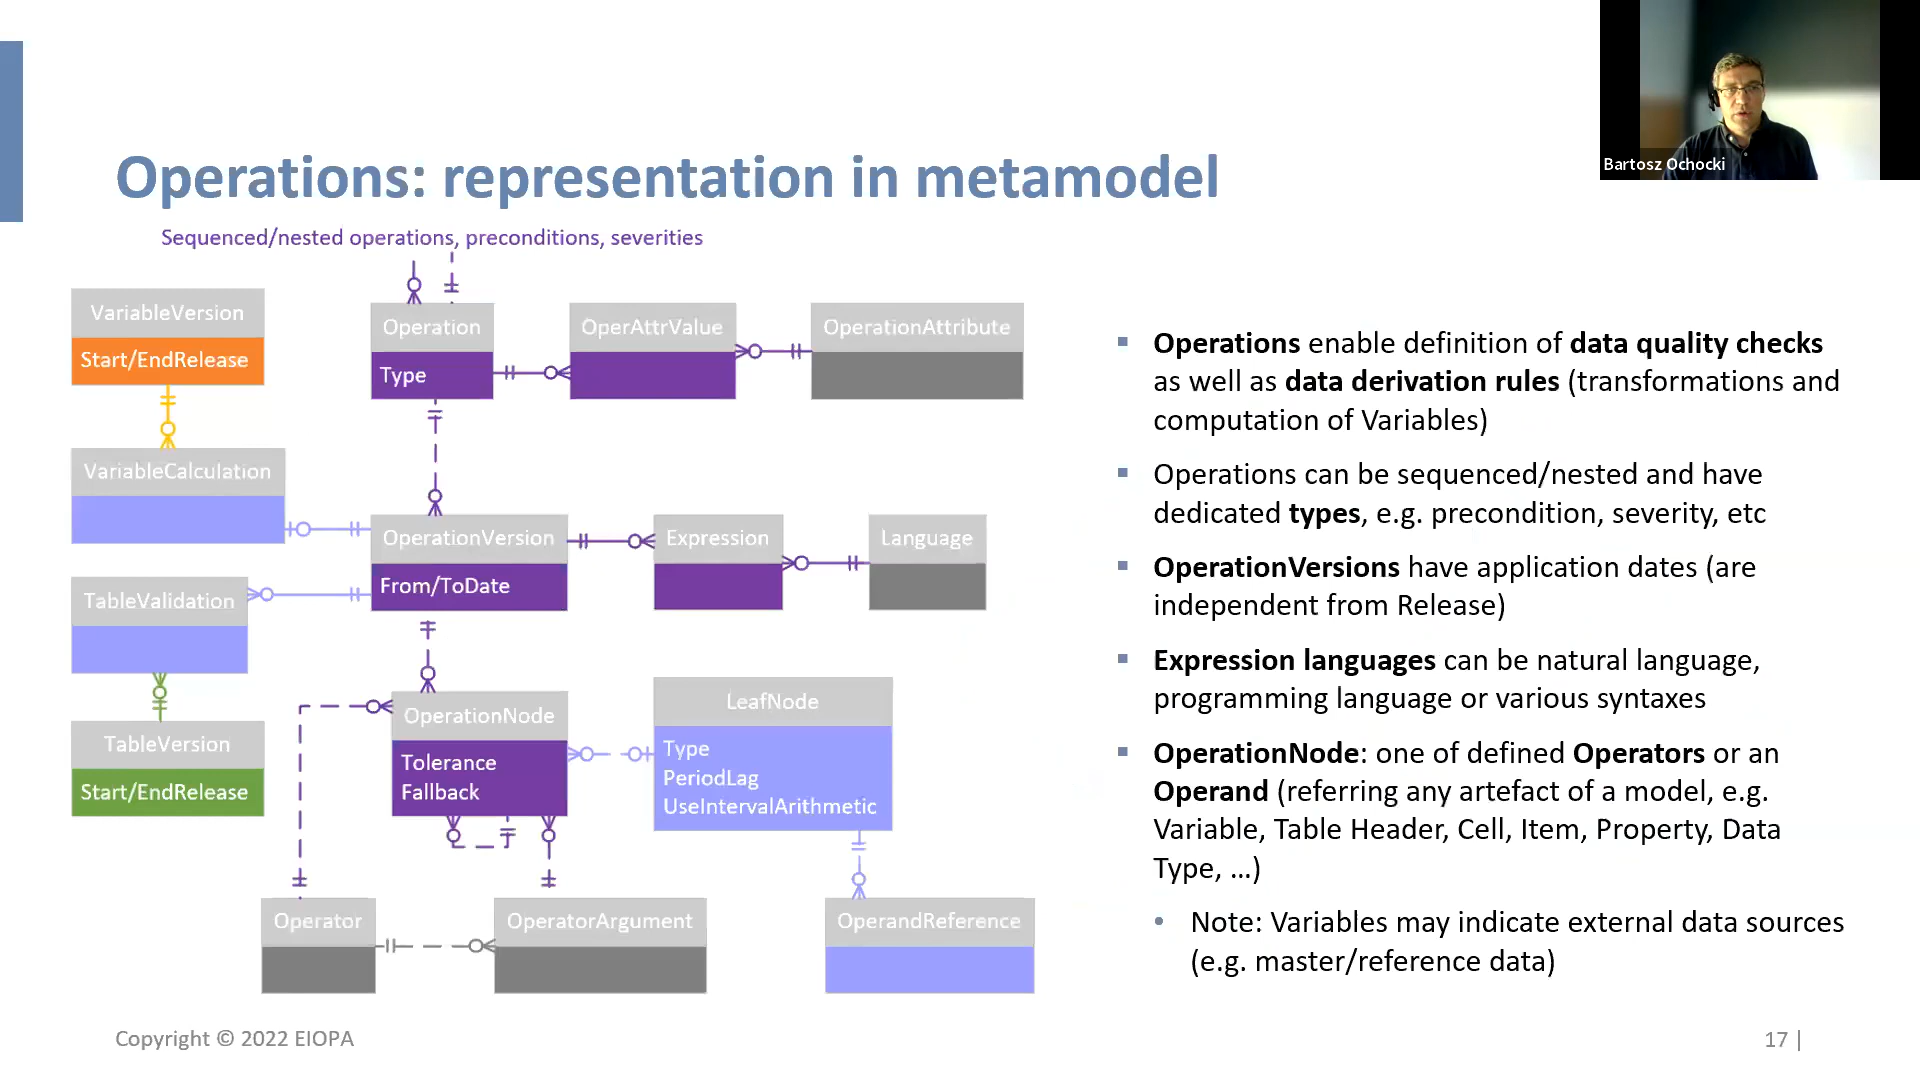 Bartosz Ochocki
Operations: representation in metamodel
Sequenced/nested operations, preconditions, severities
VariableVersion
Start/EndRelease
Operation
Type
OperAttrValue
OperationAttribute
VariableCalculation
OperationVersion
From/ToDate
Expression
Language
TableValidation
TableVersion
Start/EndRelease
OperationNode
Tolerance
Fallback
LeafNode
Type
PeriodLag
UseIntervalArithmetic
Operator
OperatorArgument
OperandReference
▪ Operations enable definition of data quality checks
as well as data derivation rules (transformations and
computation of Variables)
▪ Operations can be sequenced/nested and have
dedicated types, e.g. precondition, severity, etc
▪ OperationVersions have application dates (are
independent from Release)
▪ Expression languages can be natural language,
programming language or various syntaxes
▪ OperationNode: one of defined Operators or an
Operand (referring any artefact of a model, e.g.
Variable, Table Header, Cell, Item, Property, Data
Type, …)
• Note: Variables may indicate external data sources
(e.g. master/reference data)
Copyright © 2022 EIOPA
17 |